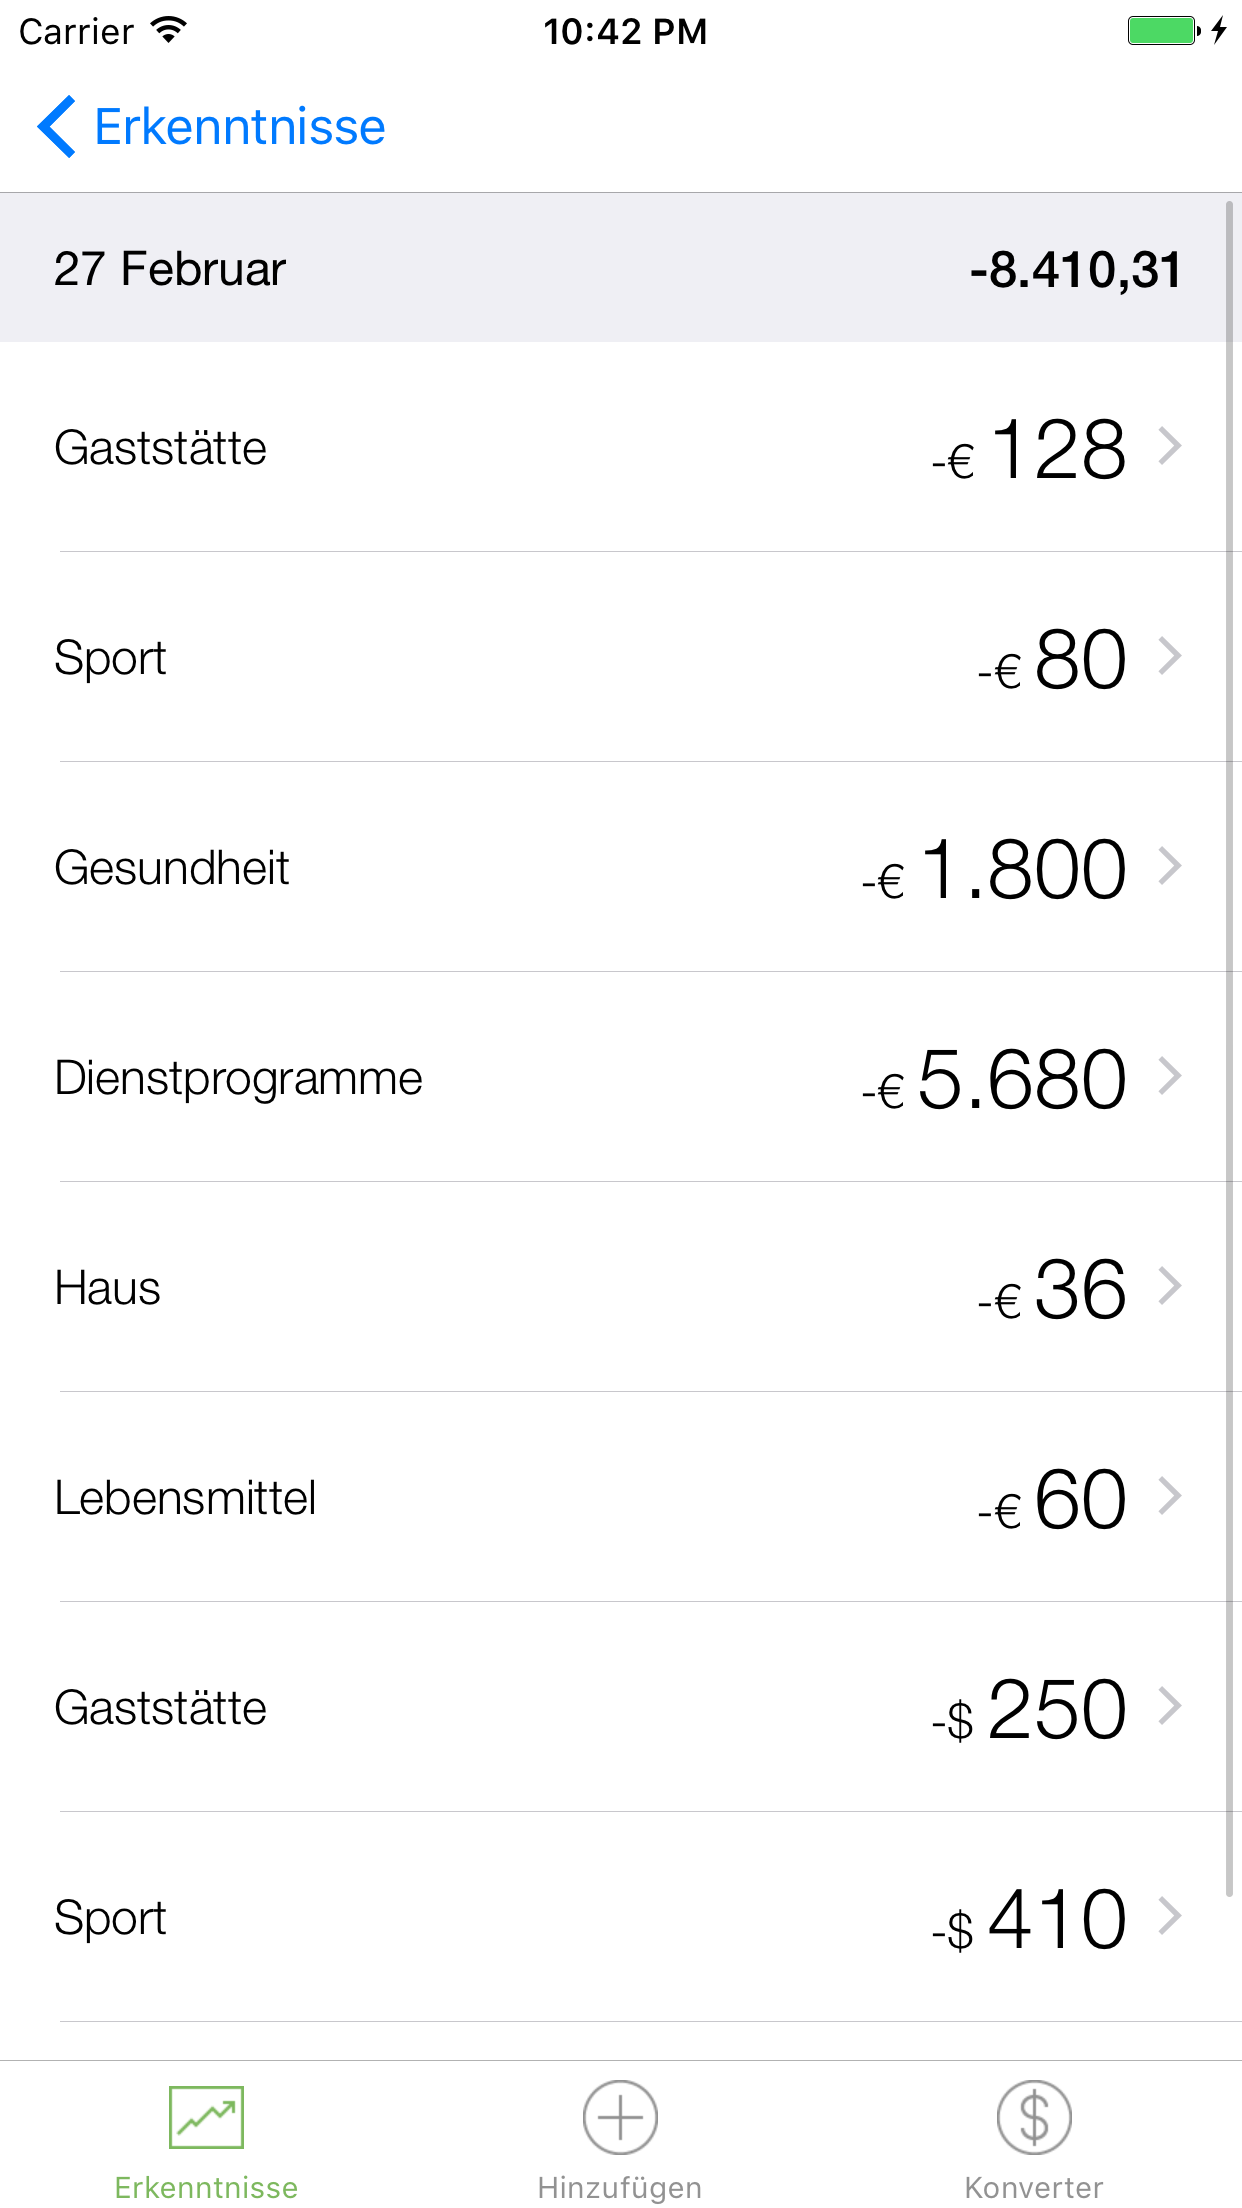 Carrier 10:42 PM
Erkenntnisse
27 Februar -8.410,31
Gaststätte -€ 128
Sport -€ 80
Gesundheit -€ 1.800
Dienstprogramme -€ 5.680
Haus -€ 36
Lebensmittel -€ 60
Gaststätte -$ 250
Sport -$ 410
Erkenntnisse Hinzufügen Konverter